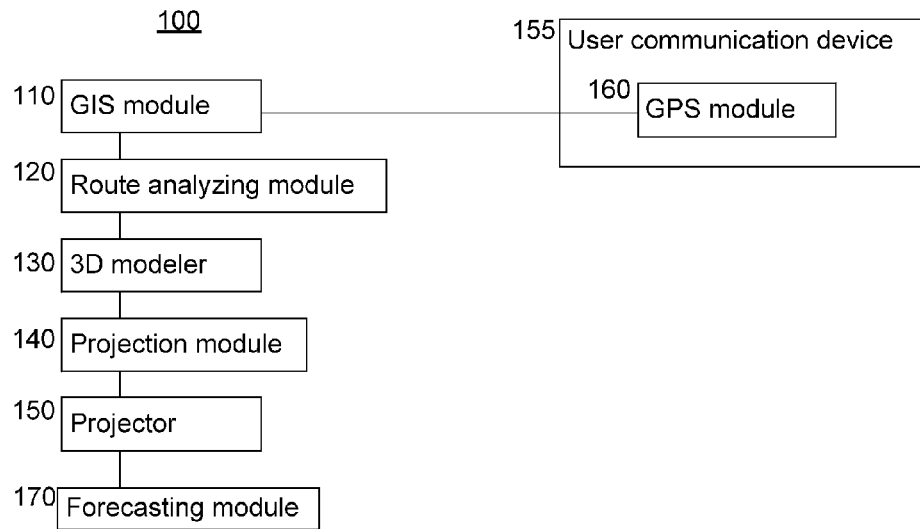 100
110 GIS module
120 Route analyzing module
130 3D modeler
140 Projection module
150 Projector
170 Forecasting module
155 User communication device
160 GPS module